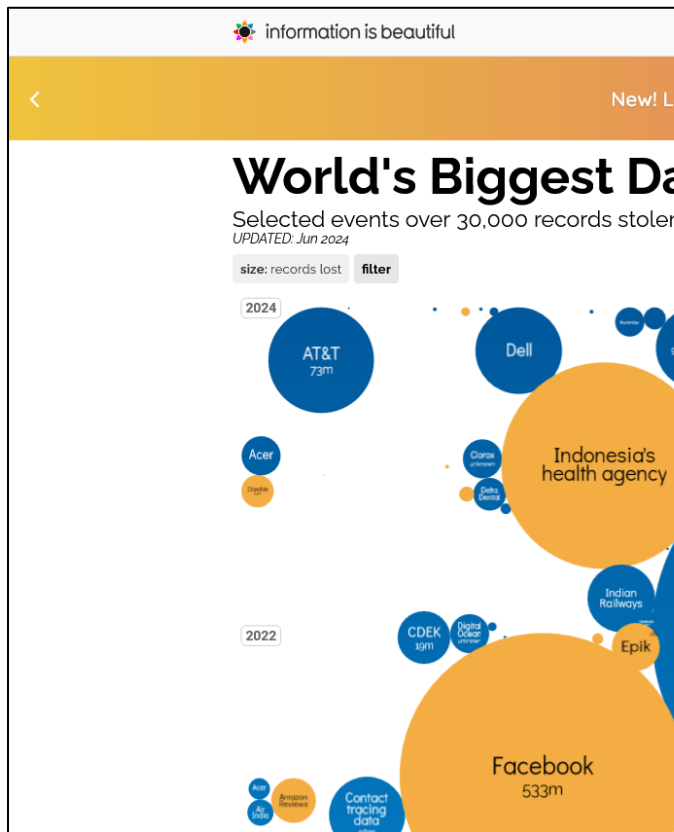 information is beautiful
New! L
World's Biggest Da
Selected events over 30,000 records stolen
UPDATED: Jun 2024
size: records lost filter
2024
AT&T
73m
Dell
Acer
Clorox
unknown
Delta
Dental
Indonesia's
health agency
Indian
Railways
2022
CDEK
19m
Digital
Ocean
unknown
Epik
Facebook
533m
Acer
Air
India
Amazon
Reviews
Contact
tracing
data